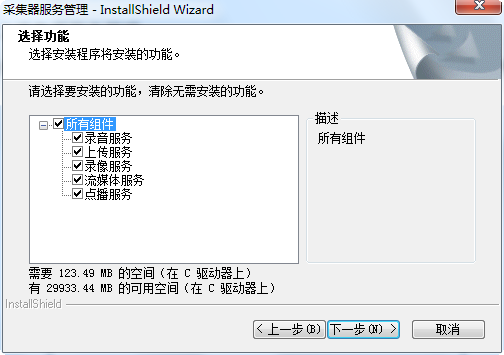 采集器服务管理 - InstallShield Wizard
选择功能
选择安装程序将安装的功能。
请选择要安装的功能，清除无需安装的功能。
所有组件
录音服务
上传服务
录像服务
流媒体服务
点播服务
描述
所有组件
需要 123.49 MB 的空间（在 C 驱动器上）
有 29933.44 MB 的可用空间（在 C 驱动器上）
InstallShield
< 上一步(B)
下一步(N) >
取消